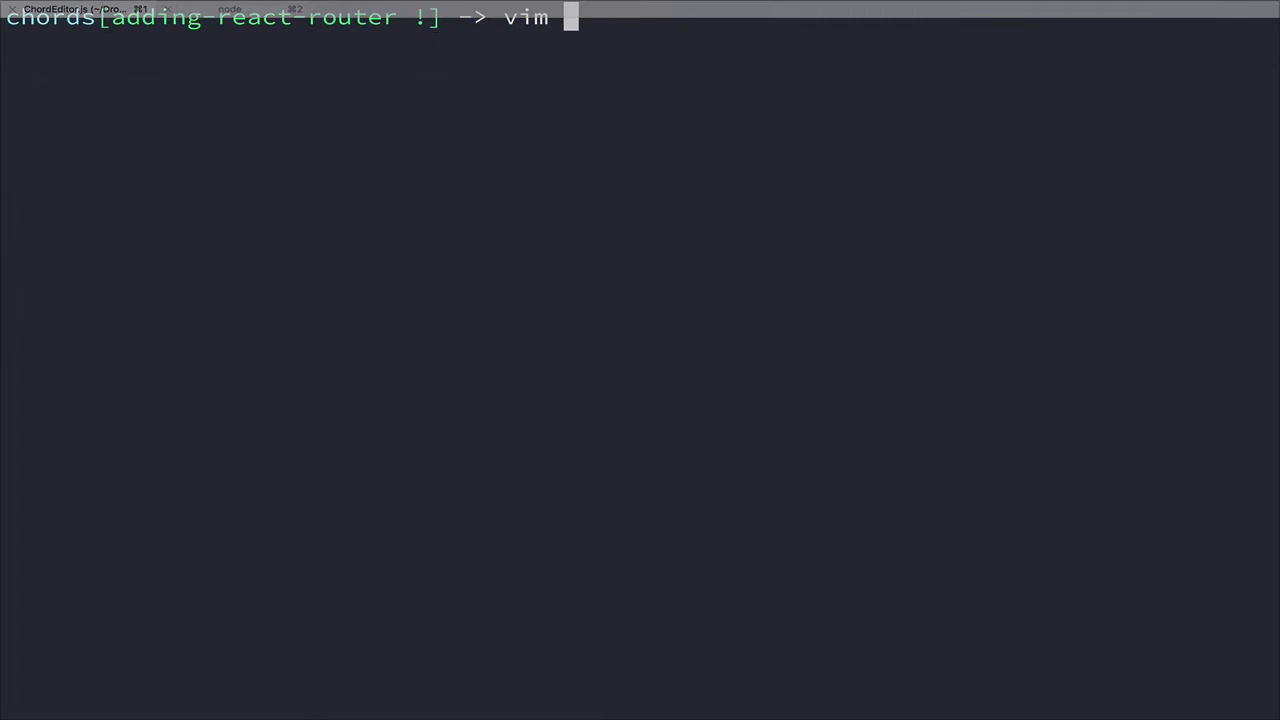 ChordEditor.js (~/Dro... ⌘1 node ⌘2
chords[adding-react-router !] -> vim